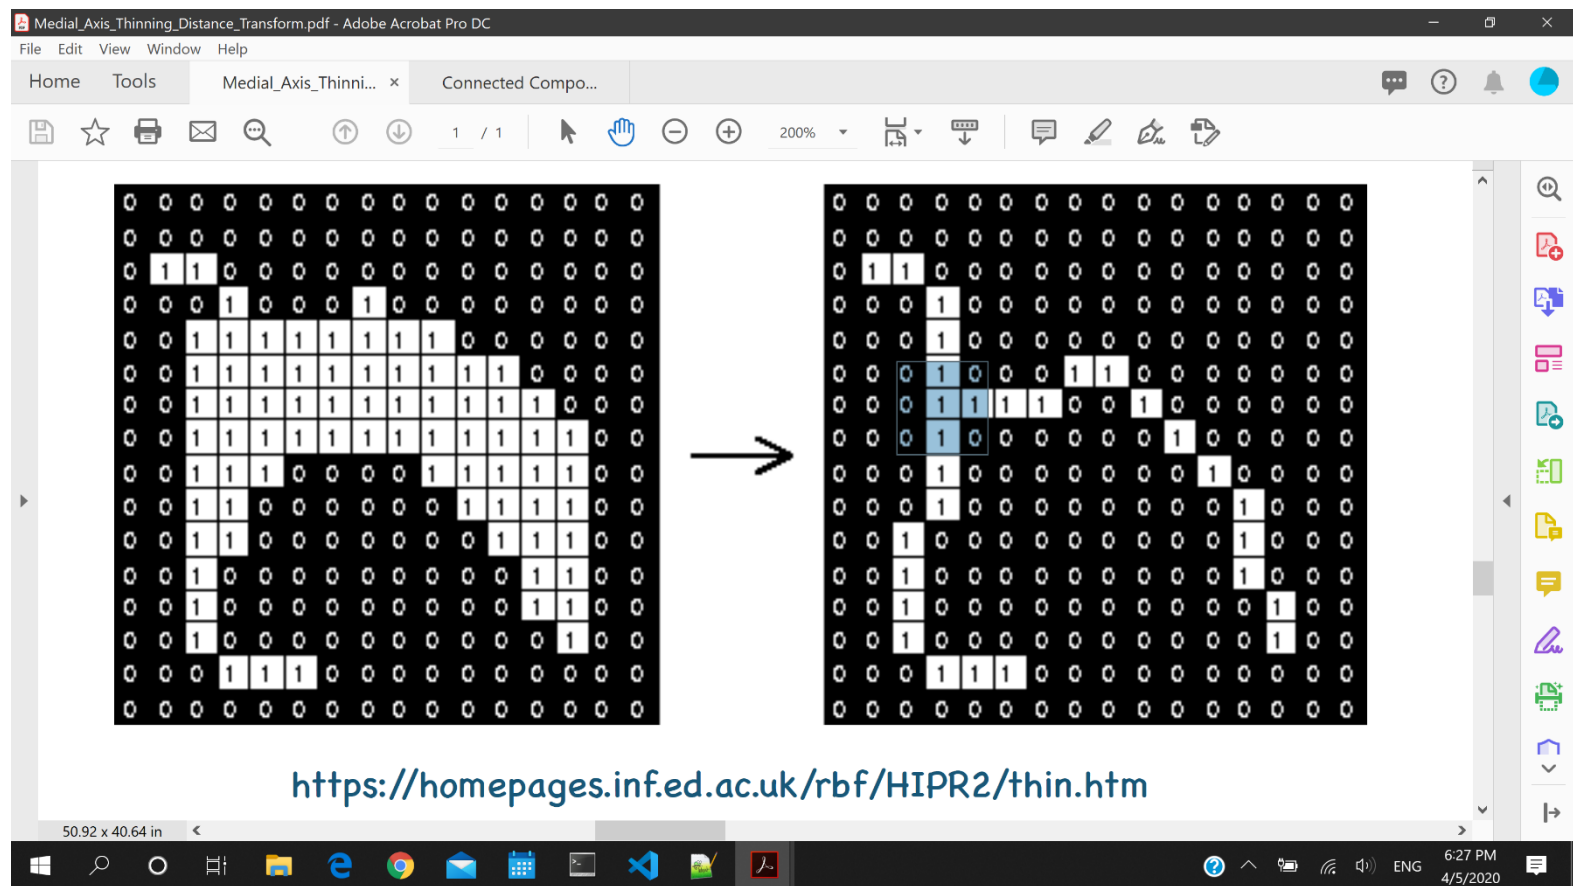 Medial_Axis_Thinning_Distance_Transform.pdf - Adobe Acrobat Pro DC
File Edit View Window Help
Home Tools Medial_Axis_Thinni... × Connected Compo...
1 / 1 200%
0 0 0 0 0 0 0 0 0 0 0 0 0 0 0 0
0 0 0 0 0 0 0 0 0 0 0 0 0 0 0 0
0 1 1 0 0 0 0 0 0 0 0 0 0 0 0 0
0 0 0 1 0 0 0 1 0 0 0 0 0 0 0 0
0 0 1 1 1 1 1 1 1 1 0 0 0 0 0 0
0 0 1 1 1 1 1 1 1 1 1 1 0 0 0 0
0 0 1 1 1 1 1 1 1 1 1 1 1 0 0 0
0 0 1 1 1 1 1 1 1 1 1 1 1 1 0 0
0 0 1 1 1 0 0 0 0 1 1 1 1 1 0 0
0 0 1 1 0 0 0 0 0 0 1 1 1 1 0 0
0 0 1 1 0 0 0 0 0 0 0 1 1 1 0 0
0 0 1 0 0 0 0 0 0 0 0 0 1 1 0 0
0 0 1 0 0 0 0 0 0 0 0 0 1 1 0 0
0 0 1 0 0 0 0 0 0 0 0 0 0 1 0 0
0 0 0 1 1 1 0 0 0 0 0 0 0 0 0 0
0 0 0 0 0 0 0 0 0 0 0 0 0 0 0 0
0 0 0 0 0 0 0 0 0 0 0 0 0 0 0 0
0 0 0 0 0 0 0 0 0 0 0 0 0 0 0 0
0 1 1 0 0 0 0 0 0 0 0 0 0 0 0 0
0 0 0 1 0 0 0 0 0 0 0 0 0 0 0 0
0 0 0 1 0 0 0 0 0 0 0 0 0 0 0 0
0 0 0 1 0 0 0 1 1 0 0 0 0 0 0 0
0 0 0 1 1 1 1 0 0 1 0 0 0 0 0 0
0 0 0 1 0 0 0 0 0 0 1 0 0 0 0 0
0 0 0 1 0 0 0 0 0 0 0 1 0 0 0 0
0 0 0 1 0 0 0 0 0 0 0 0 1 0 0 0
0 0 1 0 0 0 0 0 0 0 0 0 1 0 0 0
0 0 1 0 0 0 0 0 0 0 0 0 1 0 0 0
0 0 1 0 0 0 0 0 0 0 0 0 0 1 0 0
0 0 1 0 0 0 0 0 0 0 0 0 0 1 0 0
0 0 0 1 1 1 0 0 0 0 0 0 0 0 0 0
0 0 0 0 0 0 0 0 0 0 0 0 0 0 0 0
https://homepages.inf.ed.ac.uk/rbf/HIPR2/thin.htm
50.92 x 40.64 in
ENG
6:27 PM
4/5/2020